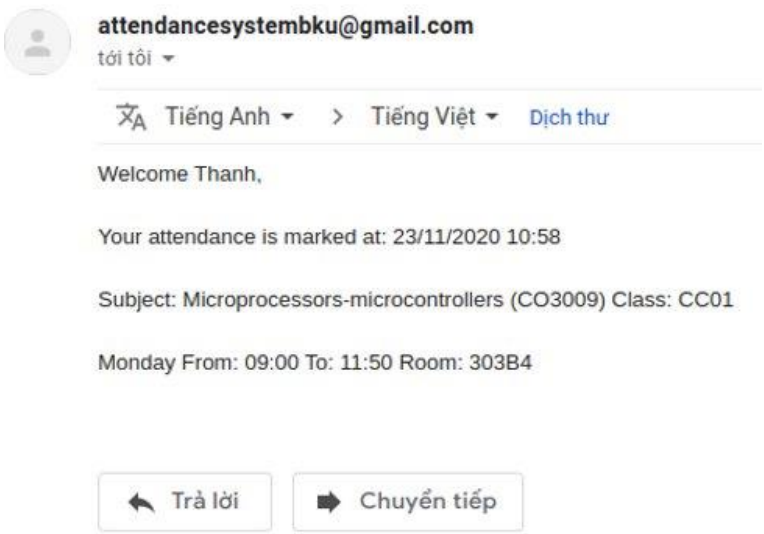 attendancesystembku@gmail.com
tới tôi
Tiếng Anh > Tiếng Việt Dịch thư
Welcome Thanh,
Your attendance is marked at: 23/11/2020 10:58
Subject: Microprocessors-microcontrollers (CO3009) Class: CC01
Monday From: 09:00 To: 11:50 Room: 303B4
Trả lời Chuyển tiếp